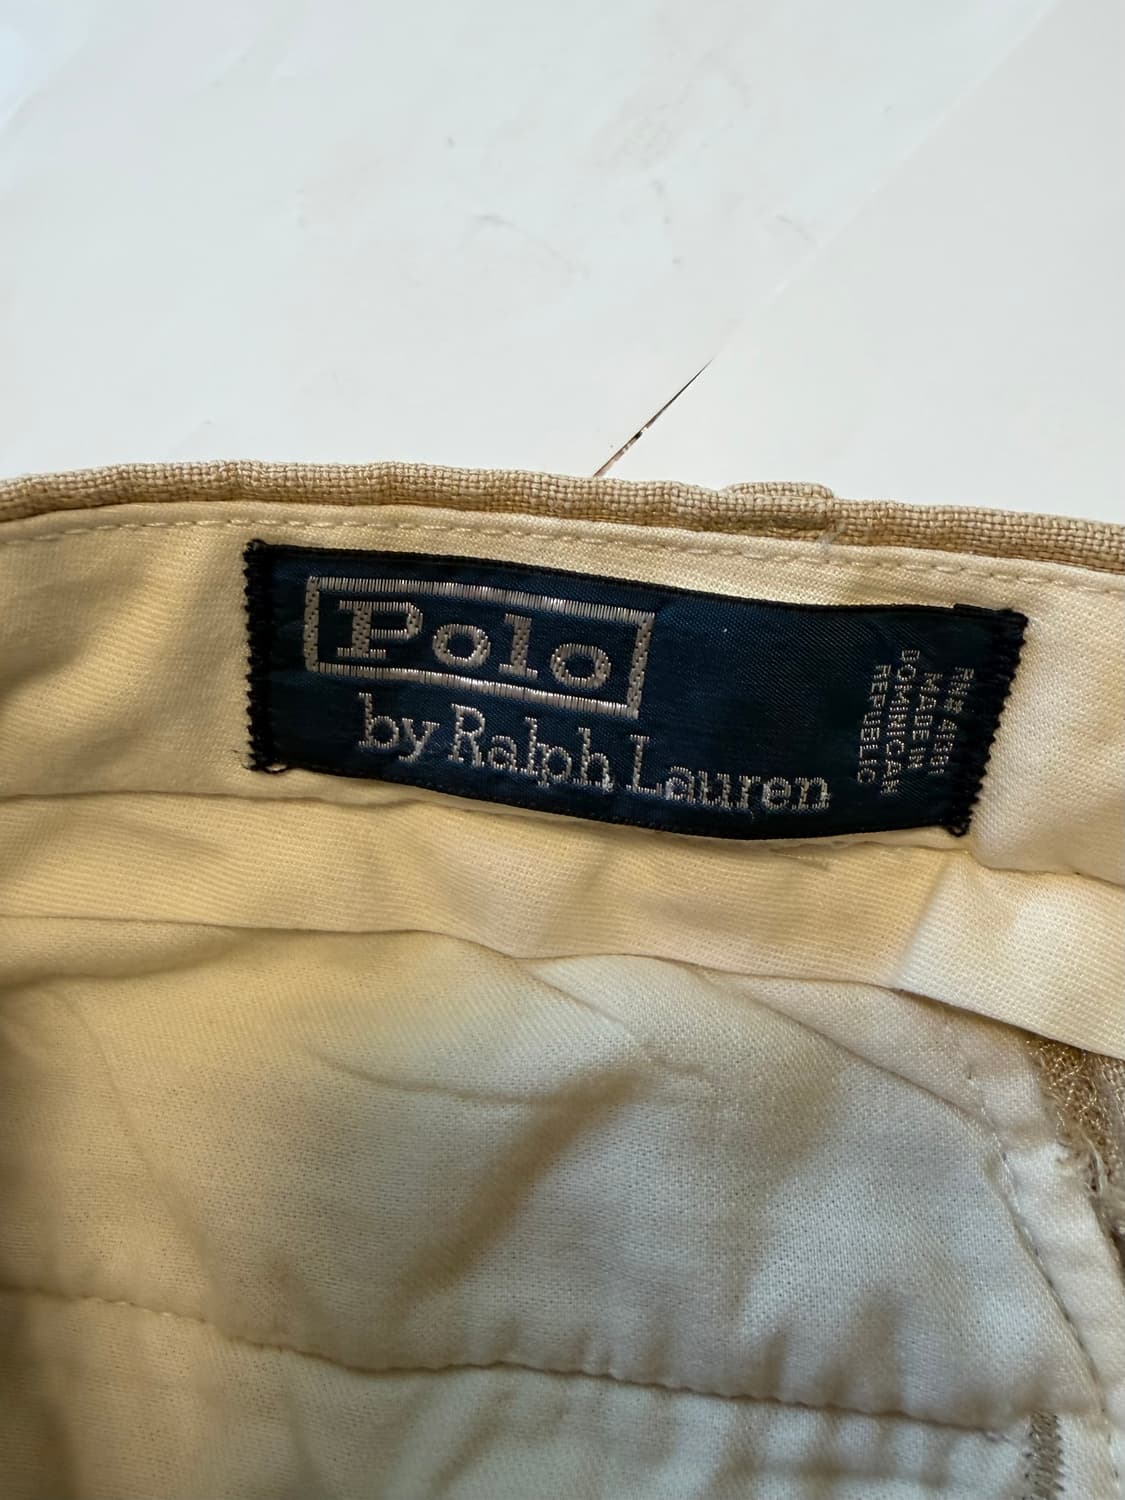 Polo
by Ralph Lauren
RN# 41381
MADE IN
DOMINICAN
REPUBLIC